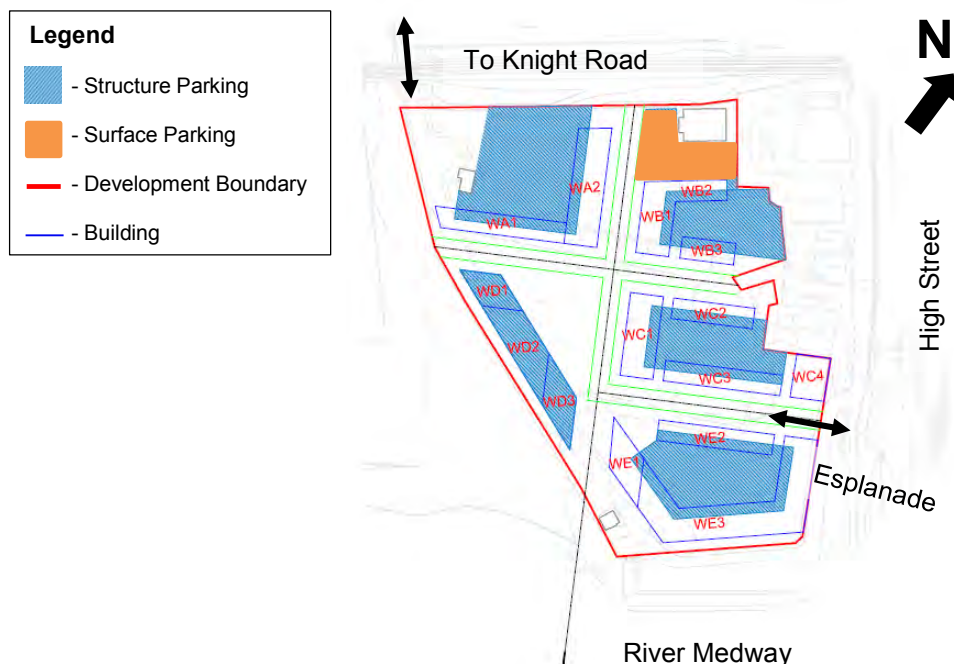 Legend
- Structure Parking
- Surface Parking
- Development Boundary
- Building
To Knight Road
N
WA2
WA1
WB2
WB1
WB3
WD1
WD2
WD3
WC2
WC1
WC3
WC4
WE2
WE1
WE3
High Street
Esplanade
River Medway